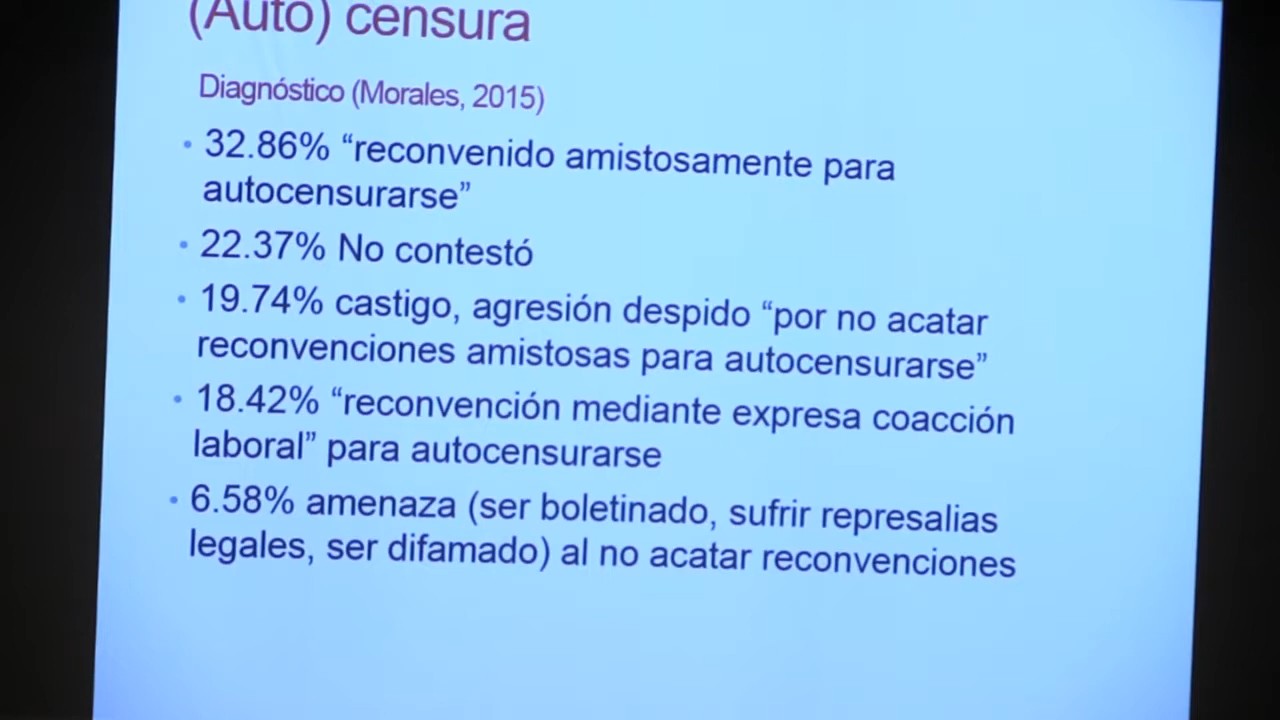 (Auto) censura
Diagnóstico (Morales, 2015)
• 32.86% “reconvenido amistosamente para
autocensurarse”
• 22.37% No contestó
• 19.74% castigo, agresión despido “por no acatar
reconvenciones amistosas para autocensurarse”
• 18.42% “reconvención mediante expresa coacción
laboral” para autocensurarse
• 6.58% amenaza (ser boletinado, sufrir represalias
legales, ser difamado) al no acatar reconvenciones